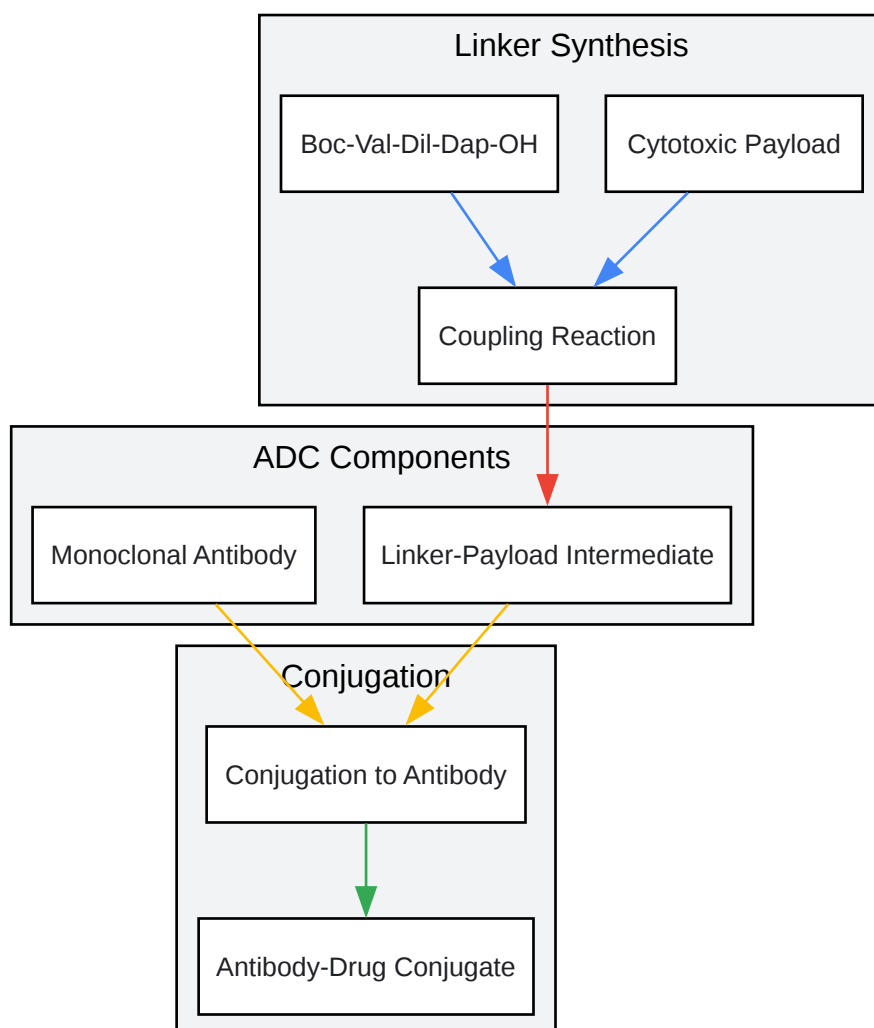 Linker Synthesis
Boc-Val-Dil-Dap-OH
Cytotoxic Payload
Coupling Reaction
ADC Components
Monoclonal Antibody
Linker-Payload Intermediate
Conjugation
Conjugation to Antibody
Antibody-Drug Conjugate